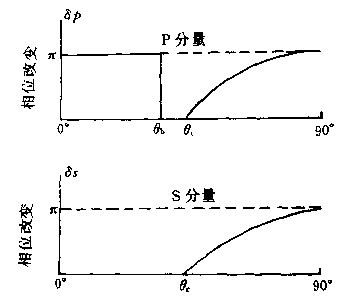 δp
P 分量
相位改变
π
0° θb θc 90°
δs
S 分量
相位改变
π
0° θc 90°